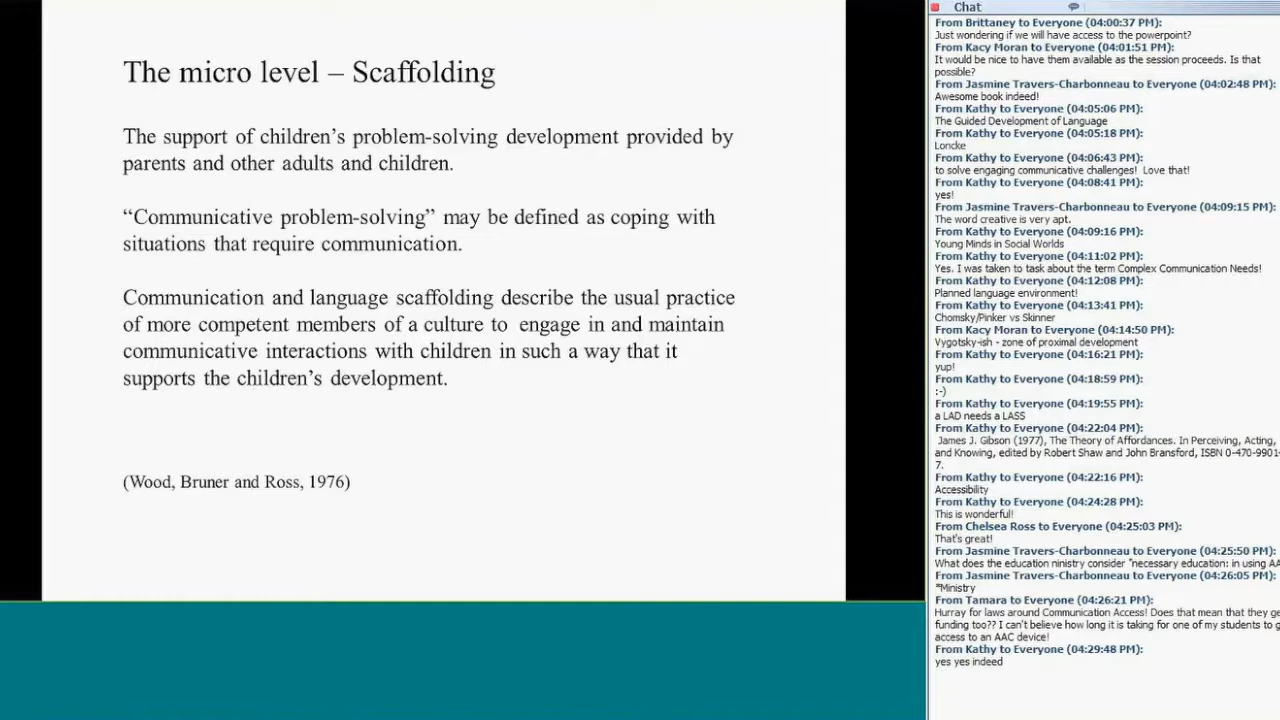 The micro level – Scaffolding
The support of children’s problem-solving development provided by
parents and other adults and children.
“Communicative problem-solving” may be defined as coping with
situations that require communication.
Communication and language scaffolding describe the usual practice
of more competent members of a culture to engage in and maintain
communicative interactions with children in such a way that it
supports the children’s development.
(Wood, Bruner and Ross, 1976)
Chat
From Brittaney to Everyone (04:00:37 PM):
Just wondering if we will have access to the powerpoint?
From Kacy Moran to Everyone (04:01:51 PM):
It would be nice to have them available as the session proceeds. Is that
possible?
From Jasmine Travers-Charbonneau to Everyone (04:02:48 PM):
Awesome book indeed!
From Kathy to Everyone (04:05:06 PM):
The Guided Development of Language
From Kathy to Everyone (04:05:18 PM):
Loncke
From Kathy to Everyone (04:06:43 PM):
to solve engaging communicative challenges! Love that!
From Kathy to Everyone (04:08:41 PM):
yes!
From Jasmine Travers-Charbonneau to Everyone (04:09:15 PM):
The word creative is very apt.
From Kathy to Everyone (04:09:16 PM):
Young Minds in Social Worlds
From Kathy to Everyone (04:11:02 PM):
Yes. I was taken to task about the term Complex Communication Needs!
From Kathy to Everyone (04:12:08 PM):
Planned language environment!
From Kathy to Everyone (04:13:41 PM):
Chomsky/Pinker vs Skinner
From Kacy Moran to Everyone (04:14:50 PM):
Vygotsky-ish - zone of proximal development
From Kathy to Everyone (04:16:21 PM):
yup!
From Kathy to Everyone (04:18:59 PM):
:-)
From Kathy to Everyone (04:19:55 PM):
a LAD needs a LASS
From Kathy to Everyone (04:22:04 PM):
James J. Gibson (1977), The Theory of Affordances. In Perceiving, Acting,
and Knowing, edited by Robert Shaw and John Bransford, ISBN 0-470-9901-
7.
From Kathy to Everyone (04:22:16 PM):
Accessibility
From Kathy to Everyone (04:24:28 PM):
This is wonderful!
From Chelsea Ross to Everyone (04:25:03 PM):
That's great!
From Jasmine Travers-Charbonneau to Everyone (04:25:50 PM):
What does the education ninistry consider "necessary education: in using AA
From Jasmine Travers-Charbonneau to Everyone (04:26:05 PM):
*Ministry
From Tamara to Everyone (04:26:21 PM):
Hurray for laws around Communication Access! Does that mean that they ge
funding too?? I can't believe how long it is taking for one of my students to g
access to an AAC device!
From Kathy to Everyone (04:29:48 PM):
yes yes indeed